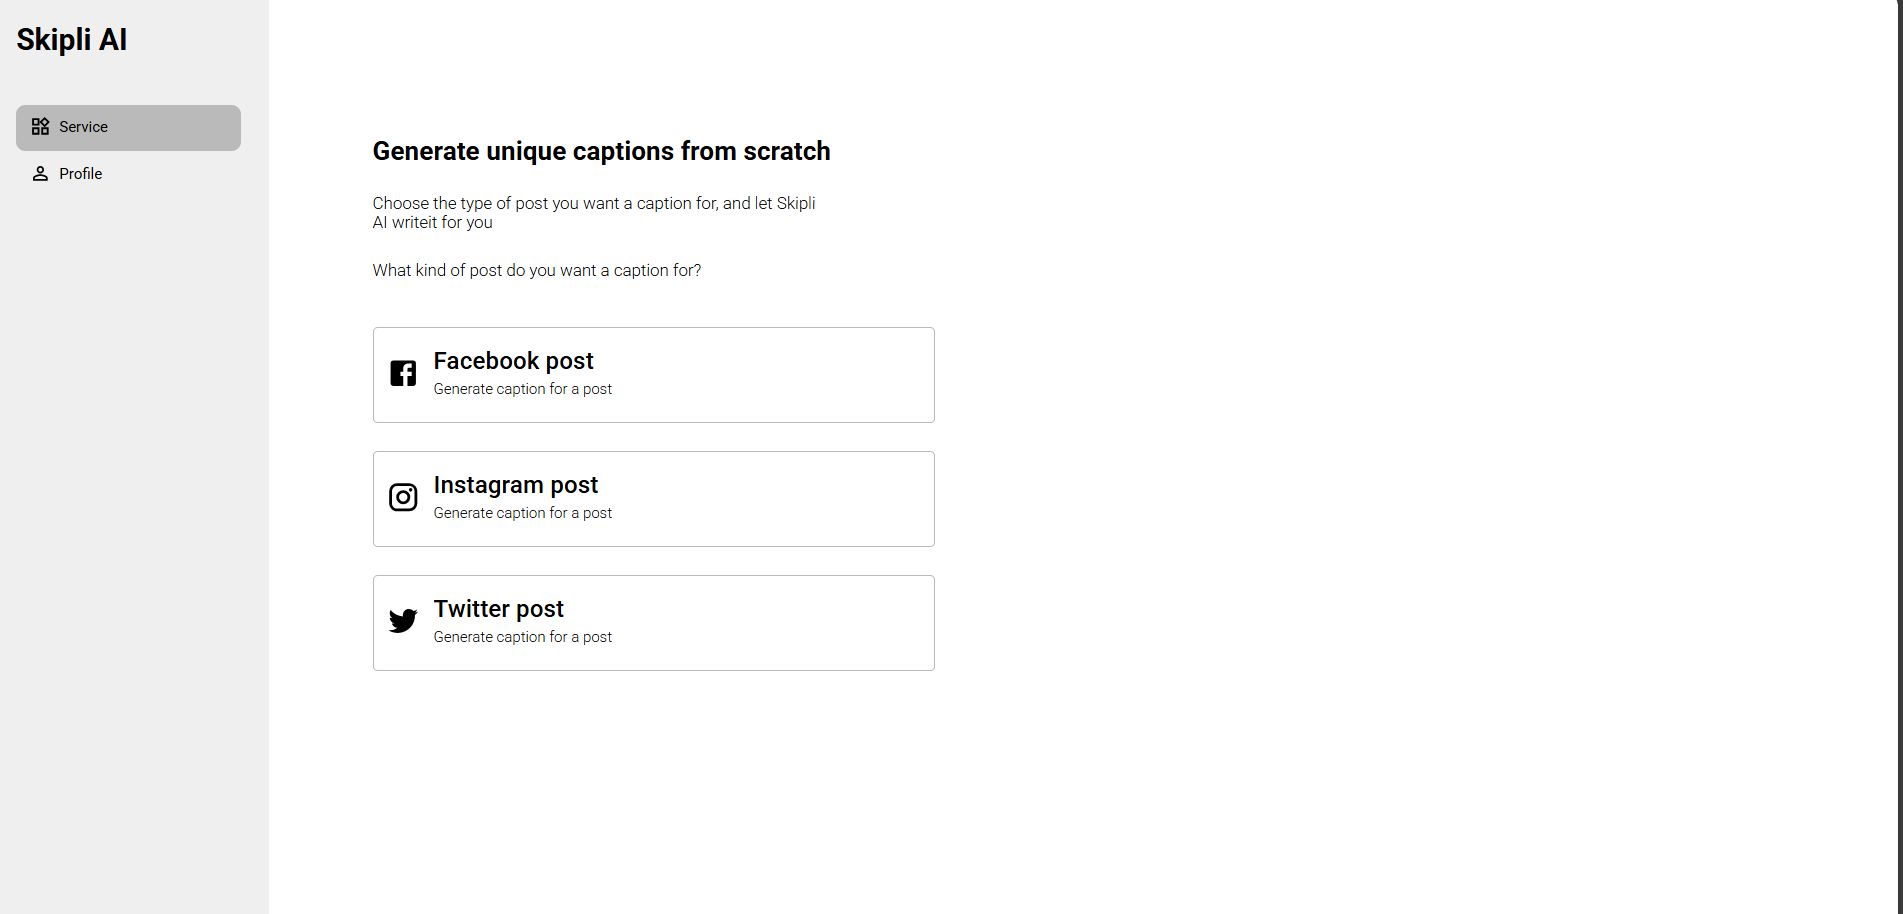 Skipli AI
Service
Profile
Generate unique captions from scratch
Choose the type of post you want a caption for, and let Skipli
AI writeit for you
What kind of post do you want a caption for?
Facebook post
Generate caption for a post
Instagram post
Generate caption for a post
Twitter post
Generate caption for a post